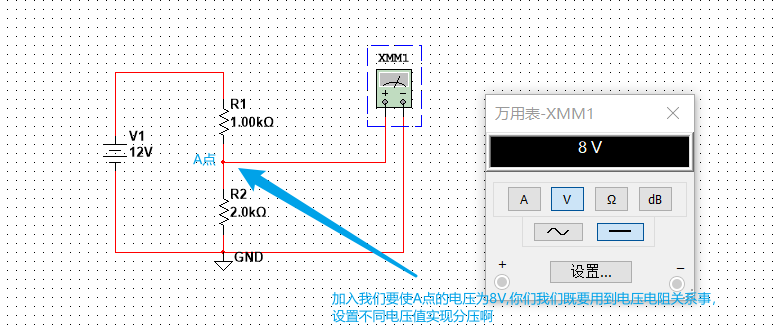 XMM1
R1
1.00kΩ
V1
12V
A点
R2
2.0kΩ
GND
万用表-XMM1
8 V
A
V
Ω
dB
+
设置...
−
加入我们要使A点的电压为8V,你们我们既要用到电压电阻关系事,
设置不同电压值实现分压啊